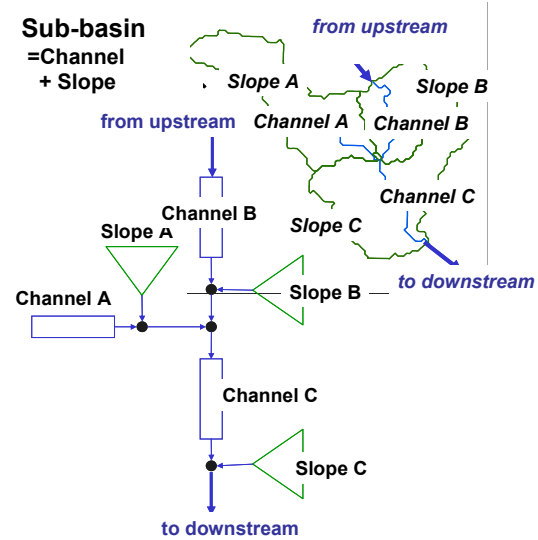 Sub-basin
=Channel
+ Slope
from upstream
Slope A
Slope B
Channel A
Channel B
Channel C
Slope C
to downstream
from upstream
Channel B
Slope A
Slope B
Channel A
Channel C
Slope C
to downstream